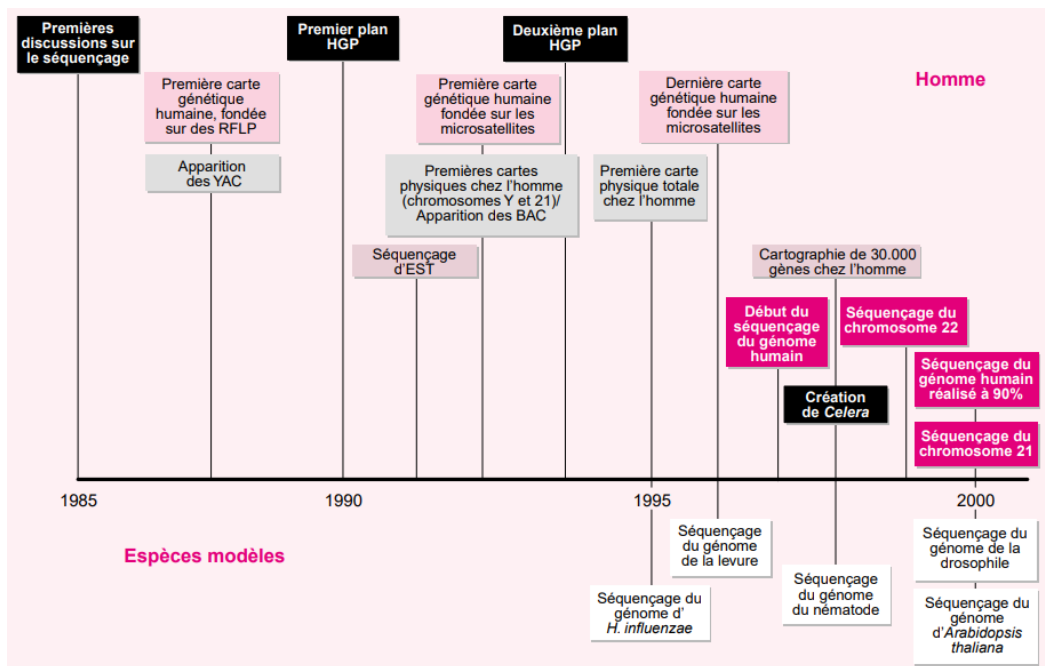 Premières
discussions sur
le séquençage
Premier plan
HGP
Deuxième plan
HGP
Homme
Première carte
génétique
humaine, fondée
sur des RFLP
Première carte
génétique humaine
fondée sur les
microsatellites
Dernière carte
génétique humaine
fondée sur les
microsatellites
Apparition
des YAC
Premières cartes
physiques chez l'homme
(chromosomes Y et 21)/
Apparition des BAC
Première carte
physique totale
chez l'homme
Séquençage
d'EST
Cartographie de 30.000
gènes chez l'homme
Début du
séquençage
du génome
humain
Séquençage du
chromosome 22
Séquençage du
génome humain
réalisé à 90%
Création
de Celera
Séquençage du
chromosome 21
1985
1990
1995
2000
Espèces modèles
Séquençage
du génome
de la levure
Séquençage du
génome de la
drosophile
Séquençage
du génome
du nématode
Séquençage du
génome d'
H. influenzae
Séquençage du
génome
d'Arabidopsis
thaliana